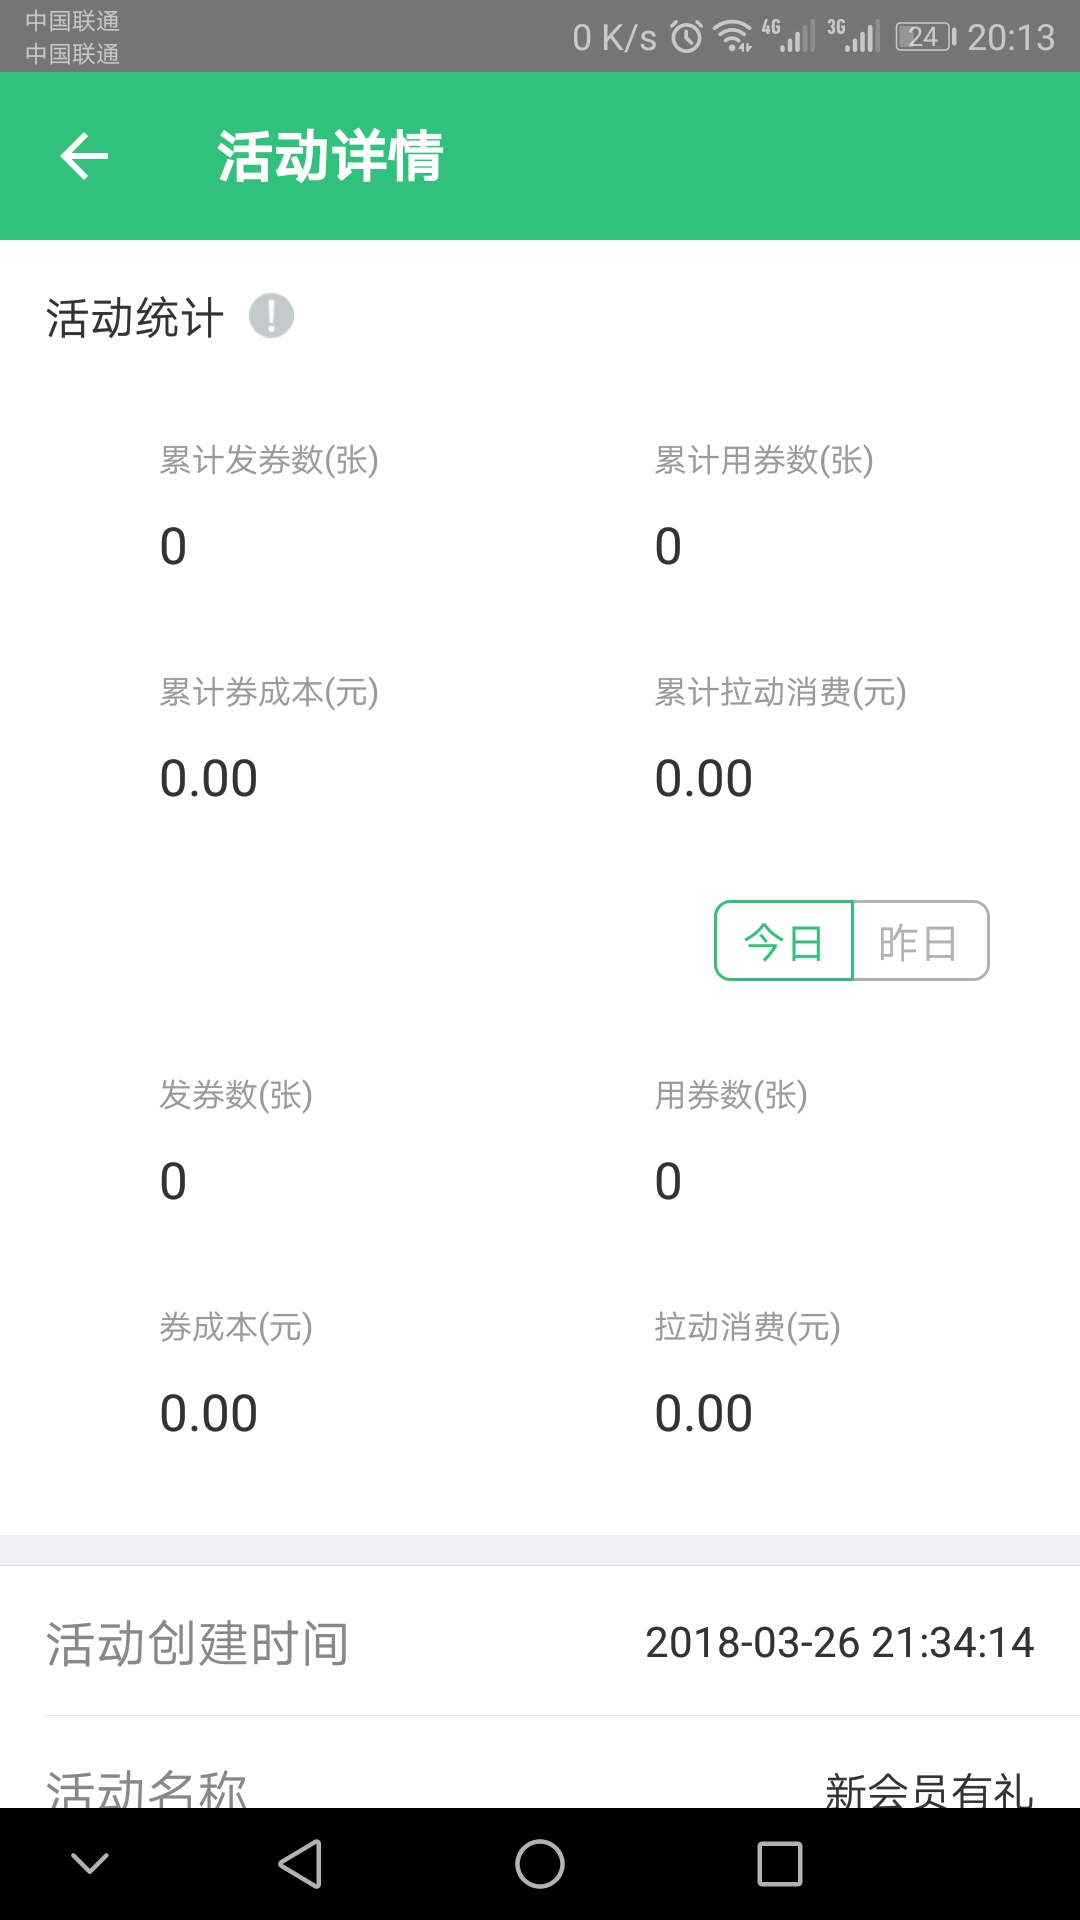 中国联通
中国联通
0 K/s 4G 3G 24 20:13
活动详情
活动统计
累计发券数(张) 累计用券数(张)
0 0
累计券成本(元) 累计拉动消费(元)
0.00 0.00
今日 昨日
发券数(张) 用券数(张)
0 0
券成本(元) 拉动消费(元)
0.00 0.00
活动创建时间 2018-03-26 21:34:14
活动名称 新会员有礼